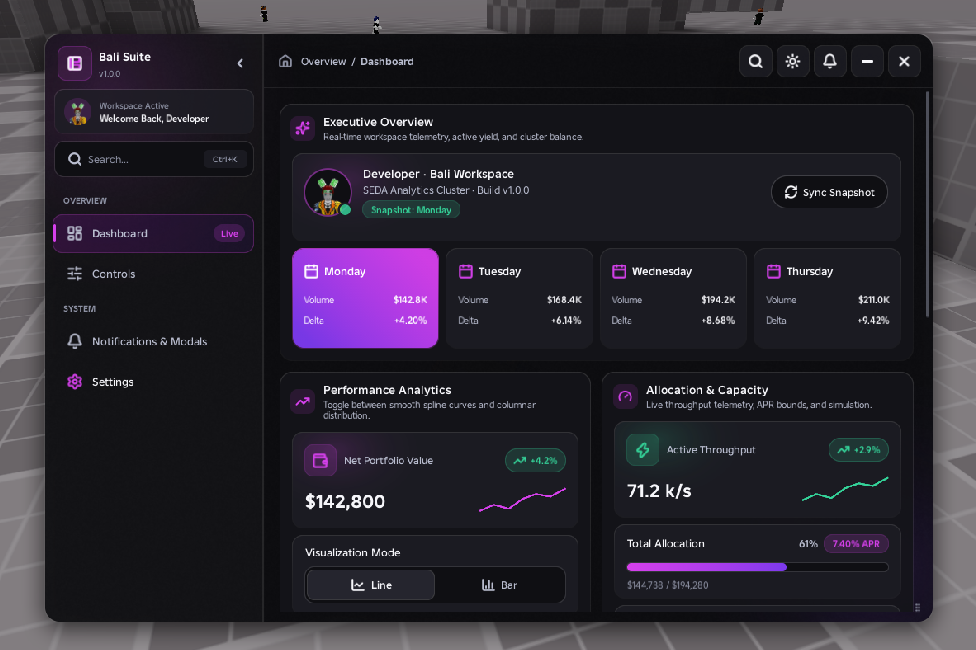 Bali Suite
v1.0.0
Workspace Active
Welcome Back, Developer
Search...
Ctrl+K
OVERVIEW
Dashboard
Live
Controls
SYSTEM
Notifications & Modals
Settings
Overview / Dashboard
Executive Overview
Real-time workspace telemetry, active yield, and cluster balance.
Developer · Bali Workspace
SEDA Analytics Cluster · Build v1.0.0
Snapshot: Monday
Sync Snapshot
Monday
Volume $142.8K
Delta +4.20%
Tuesday
Volume $168.4K
Delta +6.14%
Wednesday
Volume $194.2K
Delta +8.68%
Thursday
Volume $211.0K
Delta +9.42%
Performance Analytics
Toggle between smooth spline curves and columnar
distribution.
Net Portfolio Value
+4.2%
$142,800
Visualization Mode
Line
Bar
Allocation & Capacity
Live throughput telemetry, APR bounds, and simulation.
Active Throughput
+2.9%
71.2 k/s
Total Allocation
61%
7.40% APR
$144,738 / $194,280